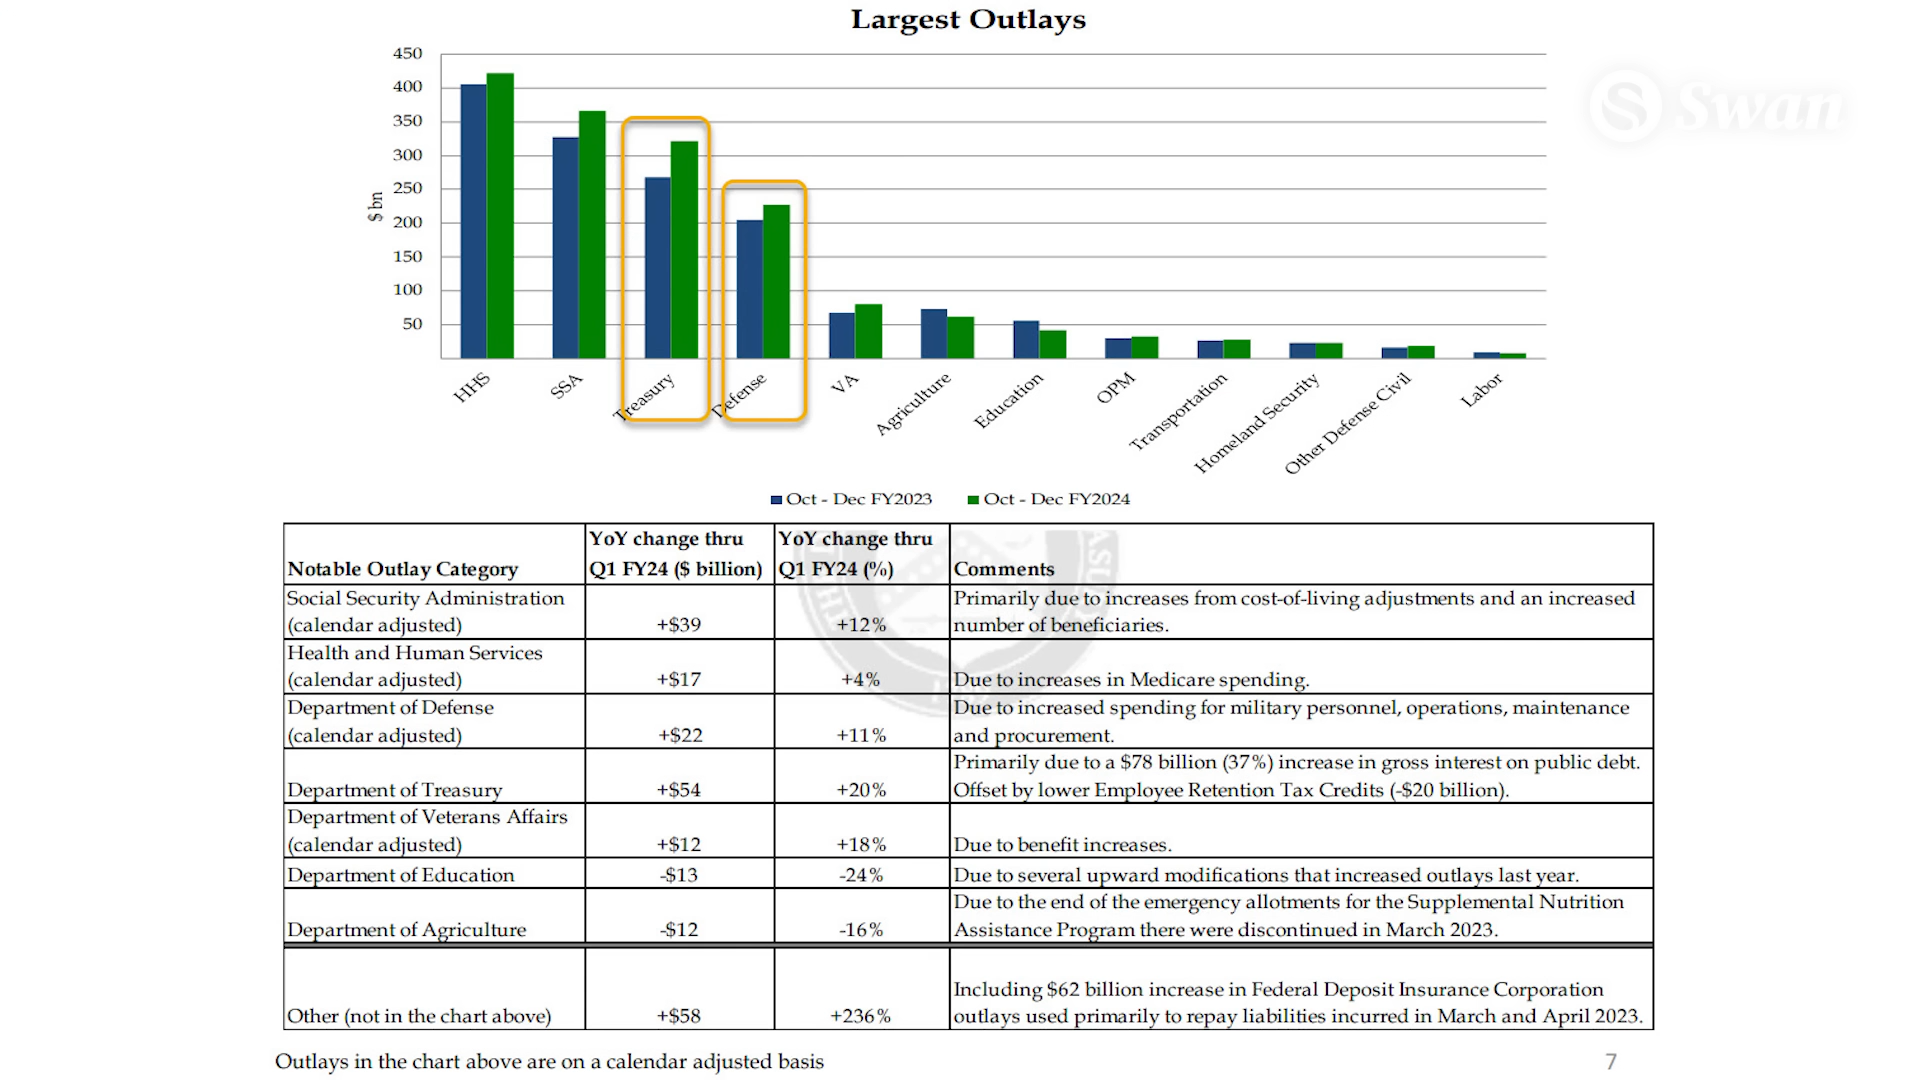 Largest Outlays
Swan
$ bn
450
400
350
300
250
200
150
100
50
HHS
SSA
Treasury
Defense
VA
Agriculture
Education
OPM
Transportation
Homeland Security
Other Defense Civil
Labor
Oct - Dec FY2023 Oct - Dec FY2024
Notable Outlay Category
YoY change thru
Q1 FY24 ($ billion)
YoY change thru
Q1 FY24 (%)
Comments
Social Security Administration
(calendar adjusted)
+$39
+12%
Primarily due to increases from cost-of-living adjustments and an increased
number of beneficiaries.
Health and Human Services
(calendar adjusted)
+$17
+4%
Due to increases in Medicare spending.
Department of Defense
(calendar adjusted)
+$22
+11%
Due to increased spending for military personnel, operations, maintenance
and procurement.
Department of Treasury
+$54
+20%
Primarily due to a $78 billion (37%) increase in gross interest on public debt.
Offset by lower Employee Retention Tax Credits (-$20 billion).
Department of Veterans Affairs
(calendar adjusted)
+$12
+18%
Due to benefit increases.
Department of Education
-$13
-24%
Due to several upward modifications that increased outlays last year.
Department of Agriculture
-$12
-16%
Due to the end of the emergency allotments for the Supplemental Nutrition
Assistance Program there were discontinued in March 2023.
Other (not in the chart above)
+$58
+236%
Including $62 billion increase in Federal Deposit Insurance Corporation
outlays used primarily to repay liabilities incurred in March and April 2023.
Outlays in the chart above are on a calendar adjusted basis
7